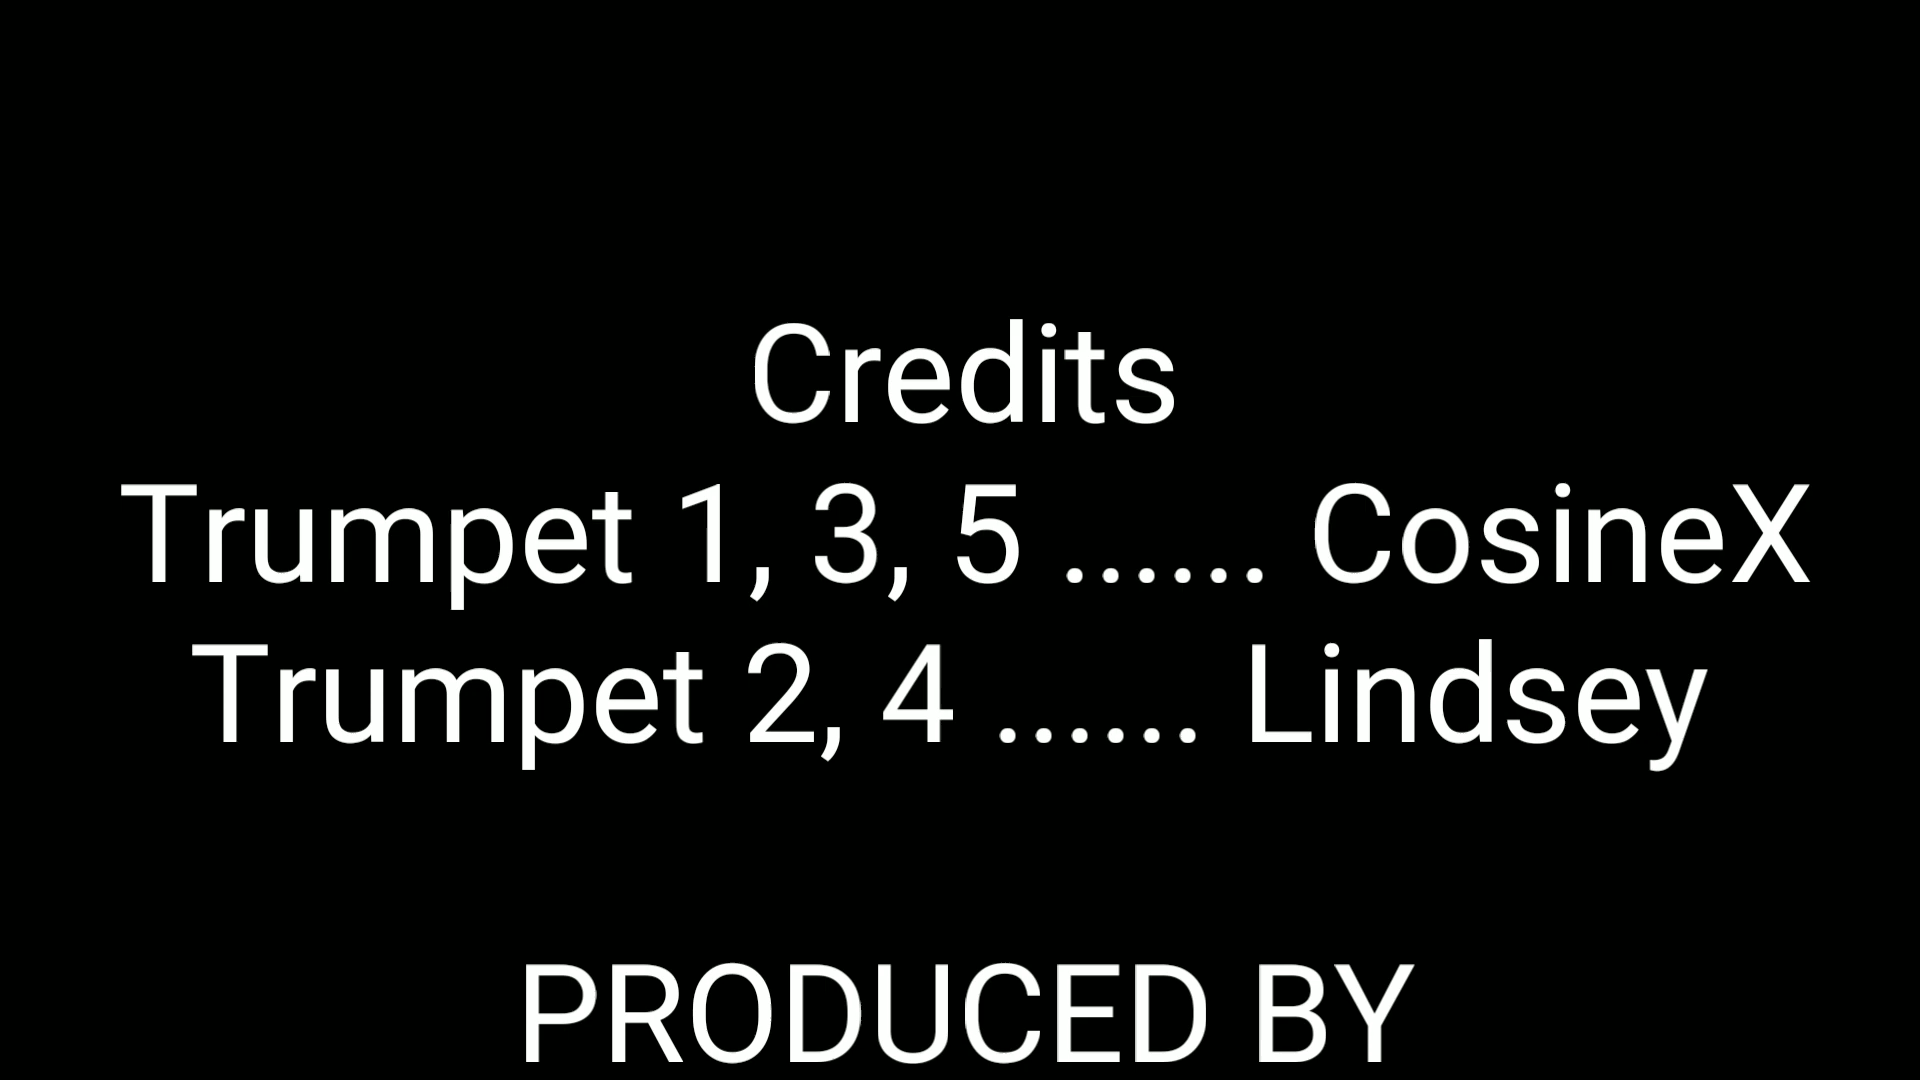 Credits
Trumpet 1, 3, 5 ...... CosineX
Trumpet 2, 4 ...... Lindsey
PRODUCED BY